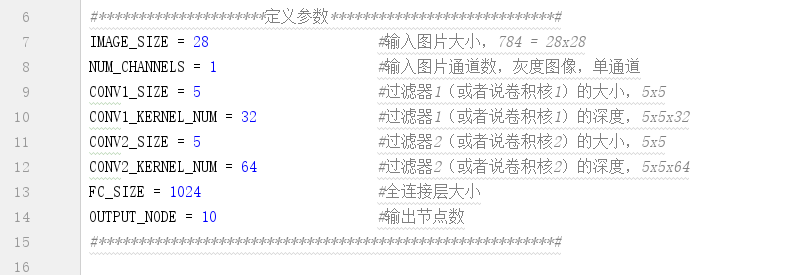 6 #*********************定义参数****************************#
7 IMAGE_SIZE = 28 #输入图片大小，784 = 28x28
8 NUM_CHANNELS = 1 #输入图片通道数，灰度图像，单通道
9 CONV1_SIZE = 5 #过滤器1（或者说卷积核1）的大小，5x5
10 CONV1_KERNEL_NUM = 32 #过滤器1（或者说卷积核1）的深度，5x5x32
11 CONV2_SIZE = 5 #过滤器2（或者说卷积核2）的大小，5x5
12 CONV2_KERNEL_NUM = 64 #过滤器2（或者说卷积核2）的深度，5x5x64
13 FC_SIZE = 1024 #全连接层大小
14 OUTPUT_NODE = 10 #输出节点数
15 #*********************************************************#
16